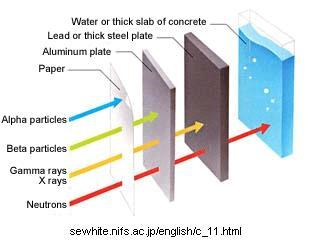 Water or thick slab of concrete
Lead or thick steel plate
Aluminum plate
Paper
Alpha particles
Beta particles
Gamma rays
X rays
Neutrons
sewhite.nifs.ac.jp/english/c_11.html